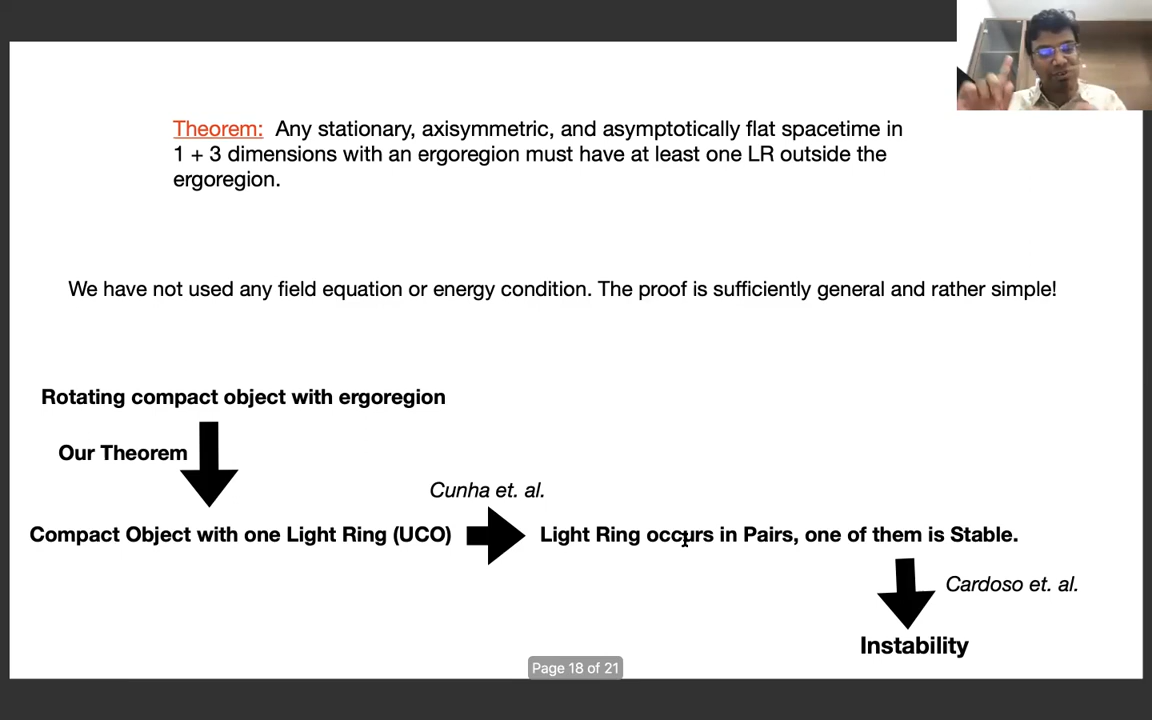 Theorem: Any stationary, axisymmetric, and asymptotically flat spacetime in
1 + 3 dimensions with an ergoregion must have at least one LR outside the
ergoregion.
We have not used any field equation or energy condition. The proof is sufficiently general and rather simple!
Rotating compact object with ergoregion
Our Theorem
Cunha et. al.
Compact Object with one Light Ring (UCO)
Light Ring occurs in Pairs, one of them is Stable.
Cardoso et. al.
Instability
Page 18 of 21